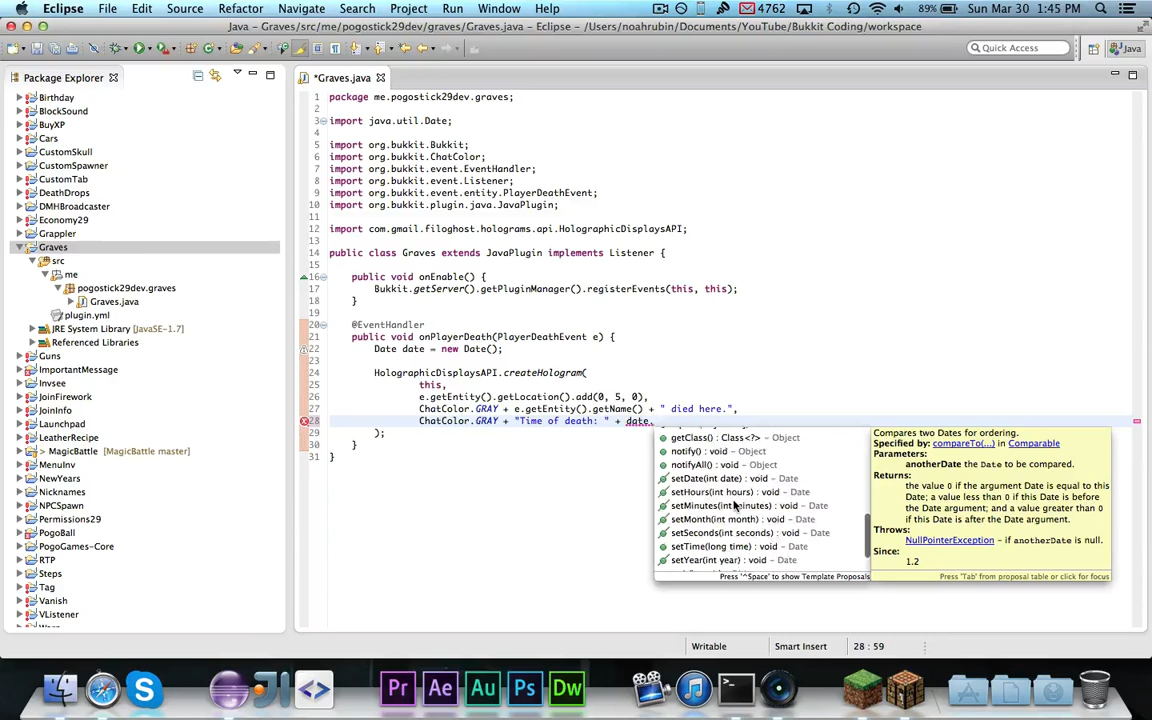 Eclipse File Edit Source Refactor Navigate Search Project Run Window Help 4762 89% Sun Mar 30 1:45 PM
Java – Graves/src/me/pogostick29dev/graves/Graves.java – Eclipse – /Users/noahrubin/Documents/YouTube/Bukkit Coding/workspace
Quick Access Java
Package Explorer
Birthday
BlockSound
BuyXP
Cars
CustomSkull
CustomSpawner
CustomTab
DeathDrops
DMHBroadcaster
Economy29
Grappler
Graves
src
me
pogostick29dev.graves
Graves.java
plugin.yml
JRE System Library [JavaSE-1.7]
Referenced Libraries
Guns
ImportantMessage
Invsee
JoinFirework
JoinInfo
Launchpad
LeatherRecipe
> MagicBattle [MagicBattle master]
MenuInv
NewYears
Nicknames
NPCSpawn
Permissions29
PogoBall
PogoGames-Core
RTP
Steps
Tag
Vanish
VListener
*Graves.java
1 package me.pogostick29dev.graves;
2
3 import java.util.Date;
4
5 import org.bukkit.Bukkit;
6 import org.bukkit.ChatColor;
7 import org.bukkit.event.EventHandler;
8 import org.bukkit.event.Listener;
9 import org.bukkit.event.entity.PlayerDeathEvent;
10 import org.bukkit.plugin.java.JavaPlugin;
11
12 import com.gmail.filoghost.holograms.api.HolographicDisplaysAPI;
13
14 public class Graves extends JavaPlugin implements Listener {
15
16 public void onEnable() {
17 Bukkit.getServer().getPluginManager().registerEvents(this, this);
18 }
19
20 @EventHandler
21 public void onPlayerDeath(PlayerDeathEvent e) {
22 Date date = new Date();
23
24 HolographicDisplaysAPI.createHologram(
25 this,
26 e.getEntity().getLocation().add(0, 5, 0),
27 ChatColor.GRAY + e.getEntity().getName() + " died here.",
28 ChatColor.GRAY + "Time of death: " + date.
29 );
30 }
31 }
getClass() : Class<?> – Object
notify() : void – Object
notifyAll() : void – Object
setDate(int date) : void – Date
setHours(int hours) : void – Date
setMinutes(int minutes) : void – Date
setMonth(int month) : void – Date
setSeconds(int seconds) : void – Date
setTime(long time) : void – Date
setYear(int year) : void – Date
Press '^Space' to show Template Proposals
Compares two Dates for ordering.
Specified by: compareTo(...) in Comparable
Parameters:
anotherDate the Date to be compared.
Returns:
the value 0 if the argument Date is equal to this
Date; a value less than 0 if this Date is before
the Date argument; and a value greater than
0 if this Date is after the Date argument.
Throws:
NullPointerException – if anotherDate is null.
Since:
1.2
Press 'Tab' from proposal table or click for focus
Writable Smart Insert 28 : 59
Pr Ae Au Ps Dw